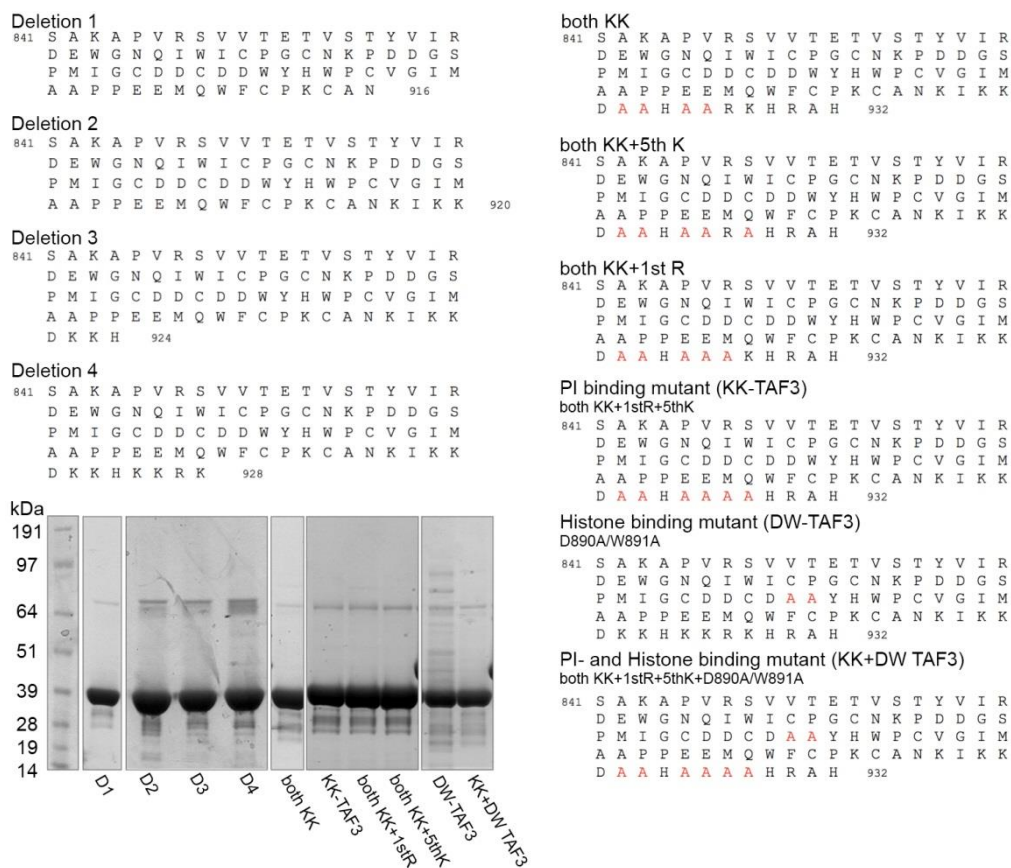 Deletion 1
841 S A K A P V R S V V T E T V S T Y V I R
D E W G N Q I W I C P G C N K P D D G S
P M I G C D D C D D W Y H W P C V G I M
A A P P E E M Q W F C P K C A N 916
Deletion 2
841 S A K A P V R S V V T E T V S T Y V I R
D E W G N Q I W I C P G C N K P D D G S
P M I G C D D C D D W Y H W P C V G I M
A A P P E E M Q W F C P K C A N K I K K 920
Deletion 3
841 S A K A P V R S V V T E T V S T Y V I R
D E W G N Q I W I C P G C N K P D D G S
P M I G C D D C D D W Y H W P C V G I M
A A P P E E M Q W F C P K C A N K I K K
D K K H 924
Deletion 4
841 S A K A P V R S V V T E T V S T Y V I R
D E W G N Q I W I C P G C N K P D D G S
P M I G C D D C D D W Y H W P C V G I M
A A P P E E M Q W F C P K C A N K I K K
D K K H K K R K 928
kDa
191
97
64
51
39
28
19
14
D1
D2
D3
D4
both KK
KK-TAF3
both KK+1stR
both KK+5thK
DW-TAF3
KK+DW TAF3
both KK
841 S A K A P V R S V V T E T V S T Y V I R
D E W G N Q I W I C P G C N K P D D G S
P M I G C D D C D D W Y H W P C V G I M
A A P P E E M Q W F C P K C A N K I K K
D A A H A A R K H R A H 932
both KK+5th K
841 S A K A P V R S V V T E T V S T Y V I R
D E W G N Q I W I C P G C N K P D D G S
P M I G C D D C D D W Y H W P C V G I M
A A P P E E M Q W F C P K C A N K I K K
D A A H A A R A H R A H 932
both KK+1st R
841 S A K A P V R S V V T E T V S T Y V I R
D E W G N Q I W I C P G C N K P D D G S
P M I G C D D C D D W Y H W P C V G I M
A A P P E E M Q W F C P K C A N K I K K
D A A H A A A K H R A H 932
PI binding mutant (KK-TAF3)
both KK+1stR+5thK
841 S A K A P V R S V V T E T V S T Y V I R
D E W G N Q I W I C P G C N K P D D G S
P M I G C D D C D D W Y H W P C V G I M
A A P P E E M Q W F C P K C A N K I K K
D A A H A A A A H R A H 932
Histone binding mutant (DW-TAF3)
D890A/W891A
841 S A K A P V R S V V T E T V S T Y V I R
D E W G N Q I W I C P G C N K P D D G S
P M I G C D D C D A A Y H W P C V G I M
A A P P E E M Q W F C P K C A N K I K K
D K K H K K R K H R A H 932
PI- and Histone binding mutant (KK+DW TAF3)
both KK+1stR+5thK+D890A/W891A
841 S A K A P V R S V V T E T V S T Y V I R
D E W G N Q I W I C P G C N K P D D G S
P M I G C D D C D A A Y H W P C V G I M
A A P P E E M Q W F C P K C A N K I K K
D A A H A A A A H R A H 932